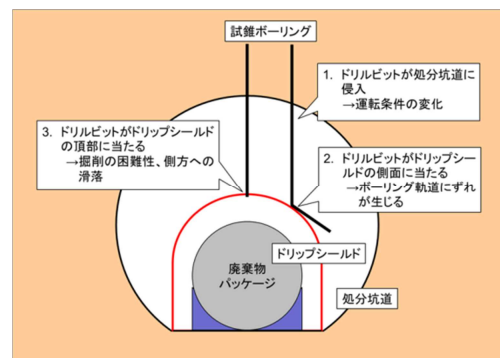 試錐ボーリング
1. ドリルビットが処分坑道に
侵入
→運転条件の変化
3. ドリルビットがドリップシールド
の頂部に当たる
→掘削の困難性、側方への
滑落
2. ドリルビットがドリップシー
ルドの側面に当たる
→ボーリング軌道にずれ
が生じる
ドリップシールド
廃棄物
パッケージ
処分坑道